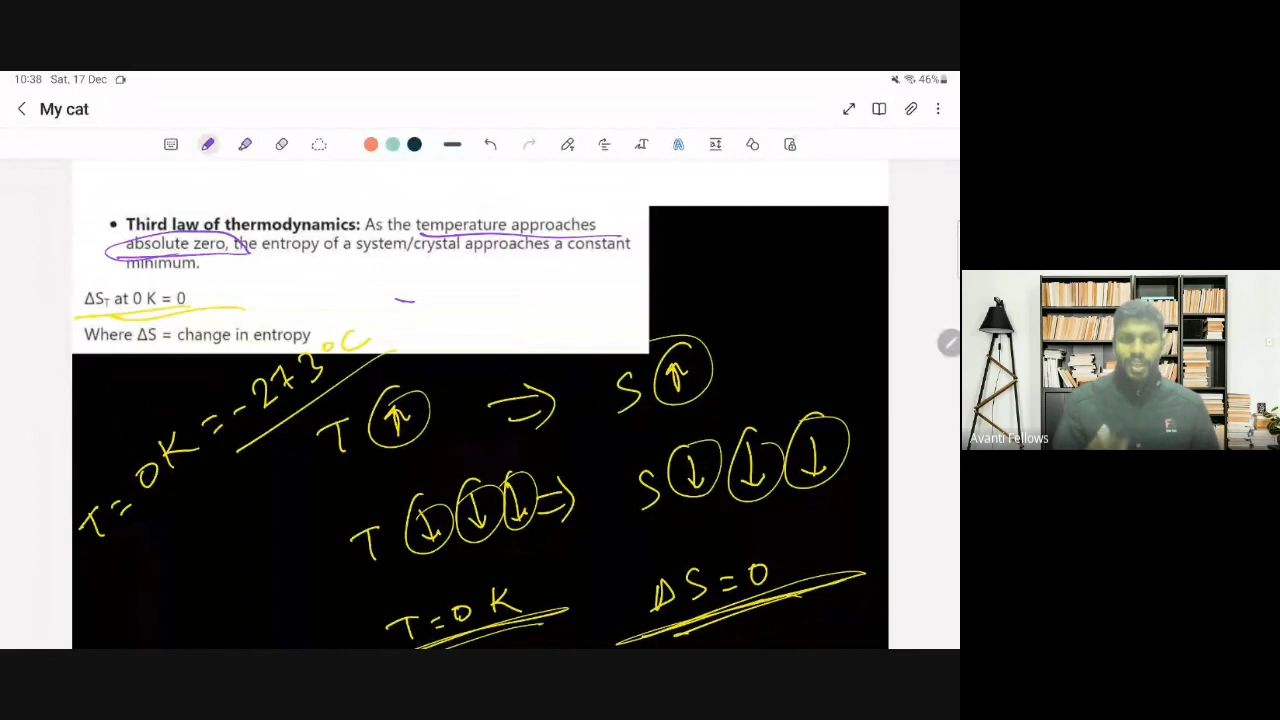 10:38 Sat, 17 Dec
46%
My cat
• Third law of thermodynamics: As the temperature approaches
absolute zero, the entropy of a system/crystal approaches a constant
minimum.
ΔST at 0 K = 0
Where ΔS = change in entropy
T = 0K = -273°C
T ↑ ⇒ S ↑
T ↓ ↓ ↓ ⇒ S ↓ ↓ ↓
T = 0 K ΔS = 0
Avanti Fellows